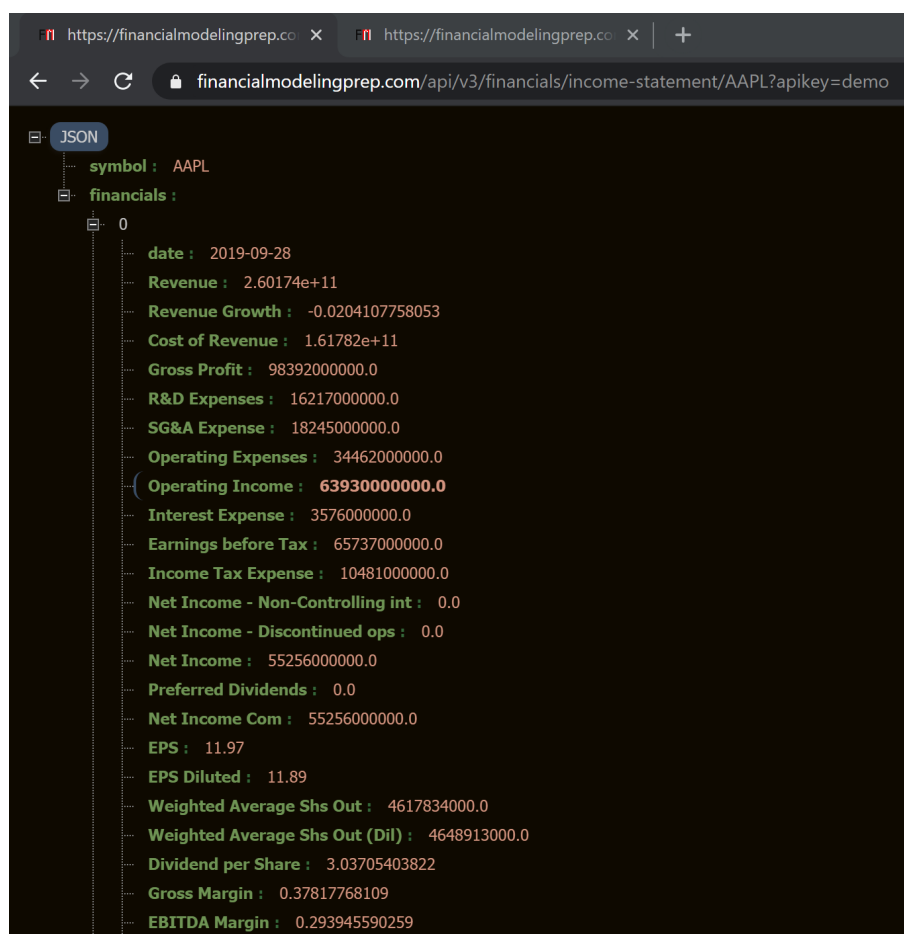 FM https://financialmodelingprep.co FM https://financialmodelingprep.co
financialmodelingprep.com/api/v3/financials/income-statement/AAPL?apikey=demo
JSON
symbol : AAPL
financials :
0
date : 2019-09-28
Revenue : 2.60174e+11
Revenue Growth : -0.0204107758053
Cost of Revenue : 1.61782e+11
Gross Profit : 98392000000.0
R&D Expenses : 16217000000.0
SG&A Expense : 18245000000.0
Operating Expenses : 34462000000.0
Operating Income : 63930000000.0
Interest Expense : 3576000000.0
Earnings before Tax : 65737000000.0
Income Tax Expense : 10481000000.0
Net Income - Non-Controlling int : 0.0
Net Income - Discontinued ops : 0.0
Net Income : 55256000000.0
Preferred Dividends : 0.0
Net Income Com : 55256000000.0
EPS : 11.97
EPS Diluted : 11.89
Weighted Average Shs Out : 4617834000.0
Weighted Average Shs Out (Dil) : 4648913000.0
Dividend per Share : 3.03705403822
Gross Margin : 0.37817768109
EBITDA Margin : 0.293945590259